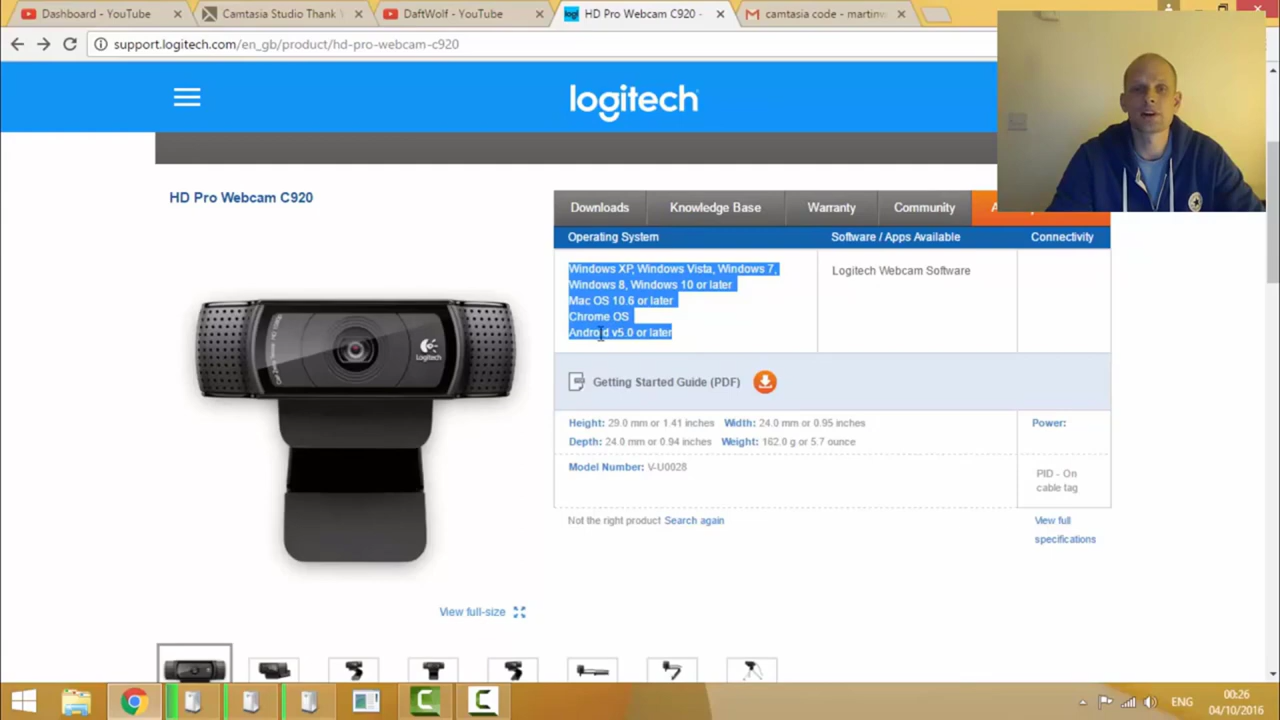 Dashboard - YouTube
Camtasia Studio Thank
DaftWolf - YouTube
HD Pro Webcam C920 -
camtasia code - martinw
support.logitech.com/en_gb/product/hd-pro-webcam-c920
logitech
HD Pro Webcam C920
Downloads Knowledge Base Warranty Community
Operating System Software / Apps Available Connectivity
Windows XP, Windows Vista, Windows 7,
Windows 8, Windows 10 or later
Mac OS 10.6 or later
Chrome OS
Android v5.0 or later
Logitech Webcam Software
Logitech
Getting Started Guide (PDF)
Height: 29.0 mm or 1.41 inches Width: 24.0 mm or 0.95 inches
Depth: 24.0 mm or 0.94 inches Weight: 162.0 g or 5.7 ounce
Power:
Model Number: V-U0028
PID - On
cable tag
Not the right product Search again
View full
specifications
View full-size
ENG
00:26
04/10/2016